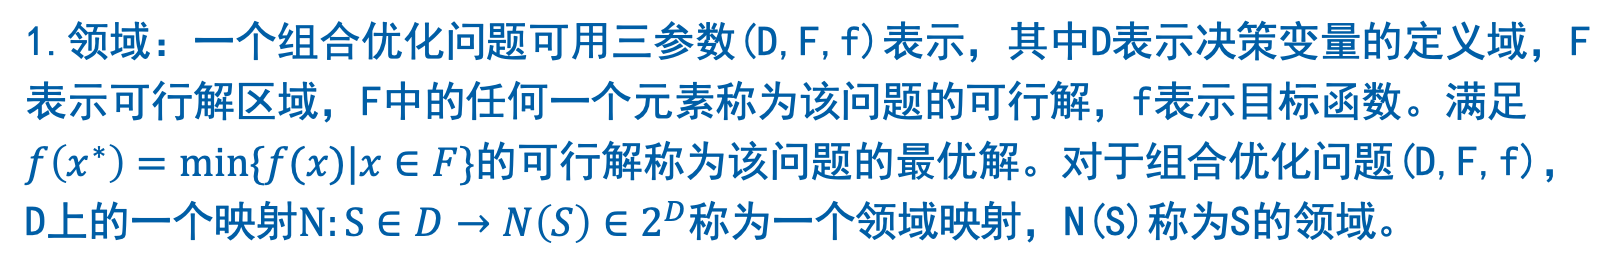 1.领域：一个组合优化问题可用三参数(D,F,f)表示，其中D表示决策变量的定义域，F
表示可行解区域，F中的任何一个元素称为该问题的可行解，f表示目标函数。满足
f(x*) = min{f(x)|x ∈ F}的可行解称为该问题的最优解。对于组合优化问题(D,F,f)，
D上的一个映射N:S ∈ D → N(S) ∈ 2^D称为一个领域映射，N(S)称为S的领域。